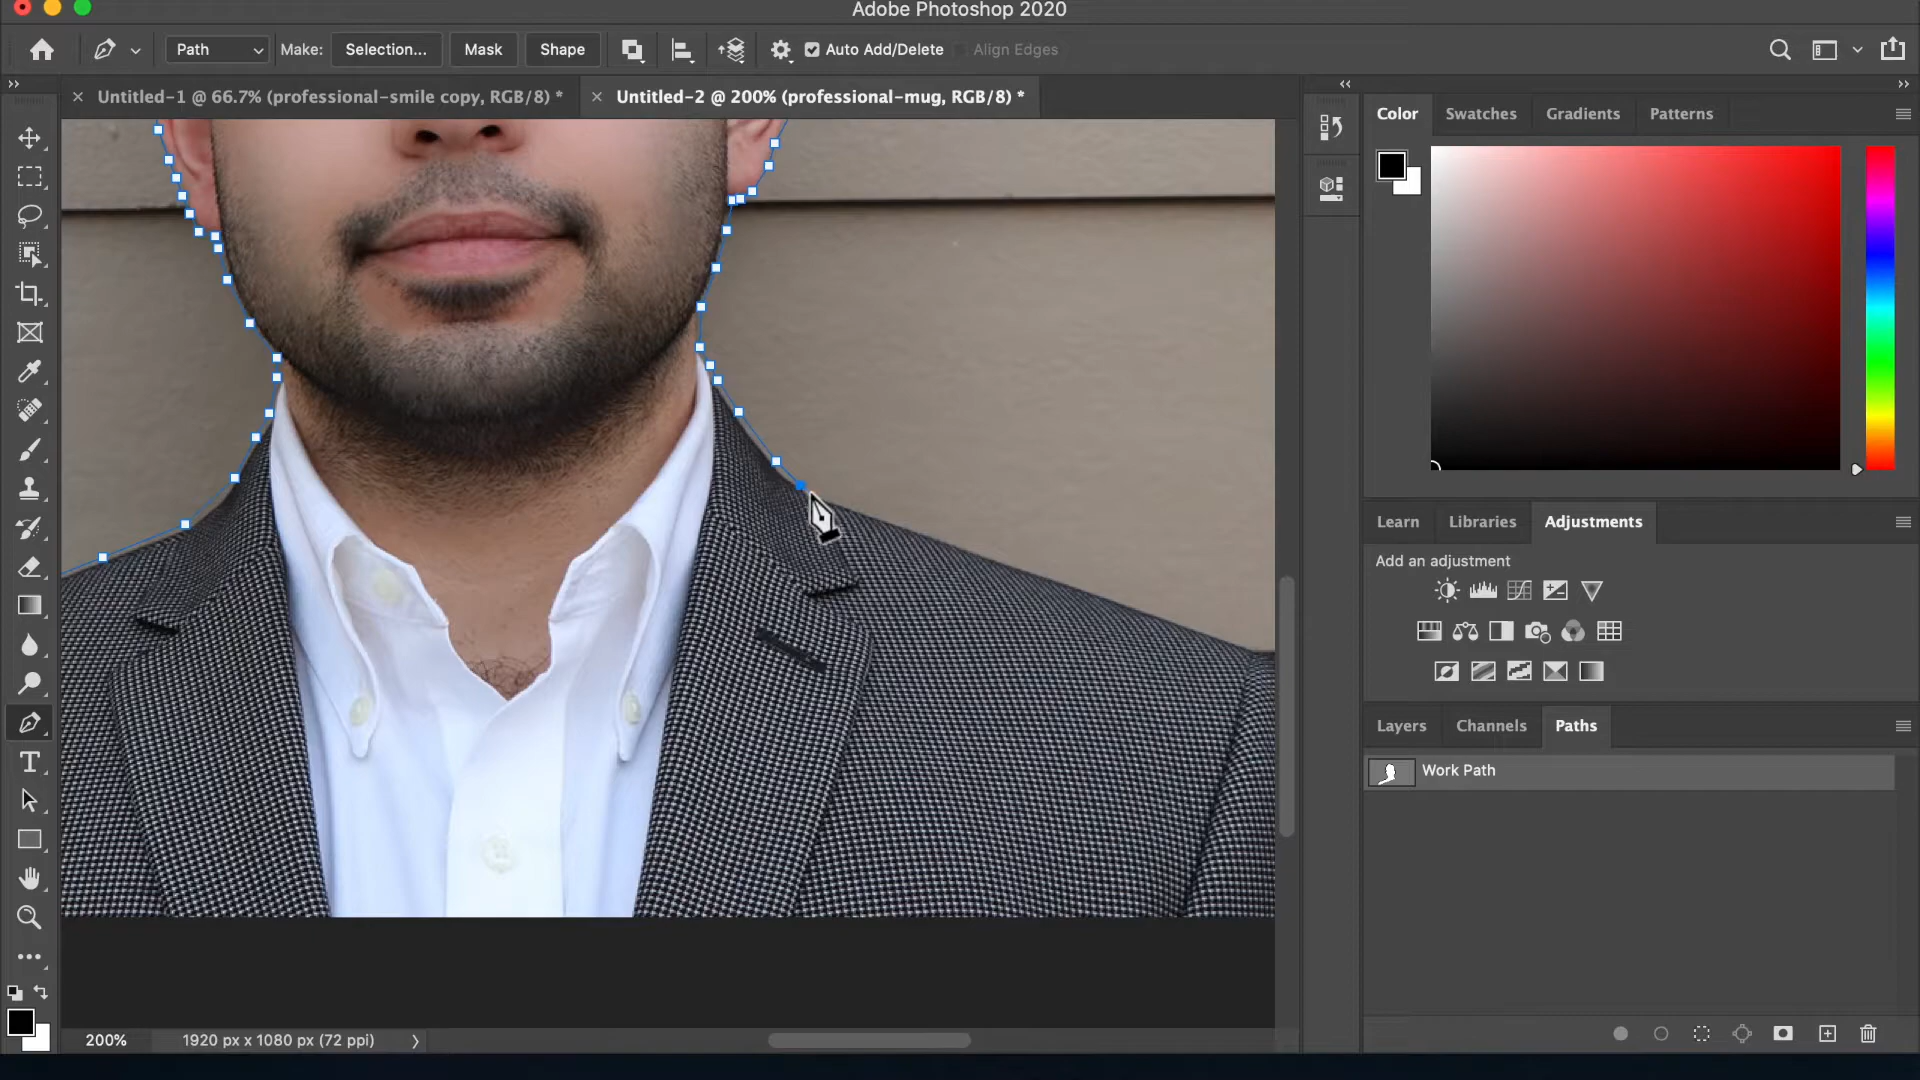 Adobe Photoshop 2020
Path Make: Selection... Mask Shape Auto Add/Delete Align Edges
Untitled-1 @ 66.7% (professional-smile copy, RGB/8) * Untitled-2 @ 200% (professional-mug, RGB/8) *
Color Swatches Gradients Patterns
Learn Libraries Adjustments
Add an adjustment
Layers Channels Paths
Work Path
200% 1920 px x 1080 px (72 ppi)